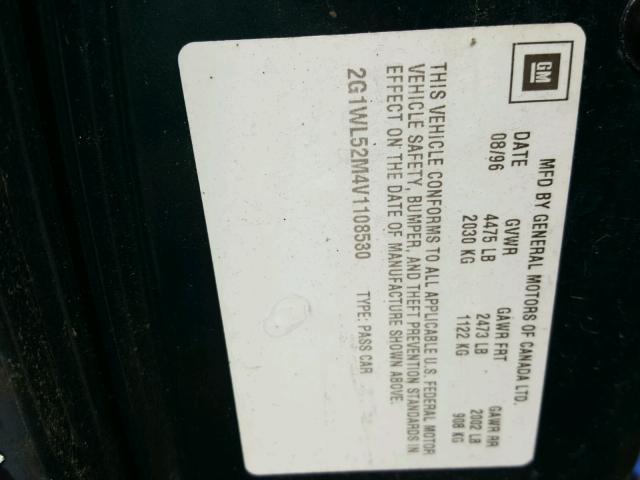 GM
MFD BY GENERAL MOTORS OF CANADA LTD.
DATE GVWR GAWR FRT GAWR RR
08/96 4475 LB 2473 LB 2002 LB
2030 KG 1122 KG 908 KG
THIS VEHICLE CONFORMS TO ALL APPLICABLE U.S. FEDERAL MOTOR
VEHICLE SAFETY, BUMPER, AND THEFT PREVENTION STANDARDS IN
EFFECT ON THE DATE OF MANUFACTURE SHOWN ABOVE.
2G1WL52M4V1108530 TYPE: PASS CAR